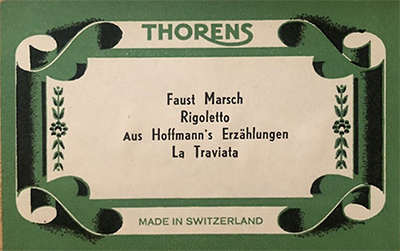 THORENS
Faust Marsch
Rigoletto
Aus Hoffmann's Erzählungen
La Traviata
MADE IN SWITZERLAND